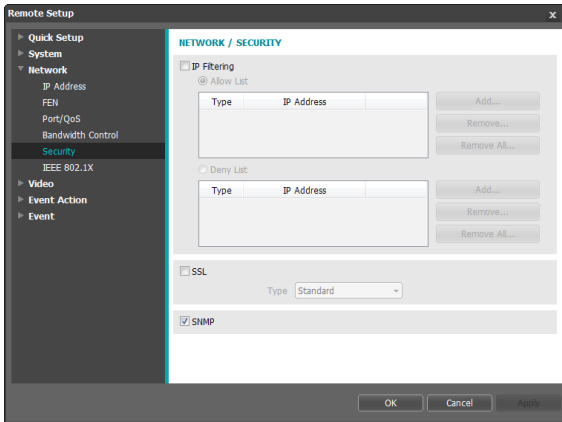 Remote Setup
x
Quick Setup
System
Network
IP Address
FEN
Port/QoS
Bandwidth Control
Security
IEEE 802.1X
Video
Event Action
Event
NETWORK / SECURITY
IP Filtering
Allow List
Type IP Address
Add...
Remove...
Remove All...
Deny List
Type IP Address
Add...
Remove...
Remove All...
SSL
Type Standard
SNMP
OK Cancel Apply